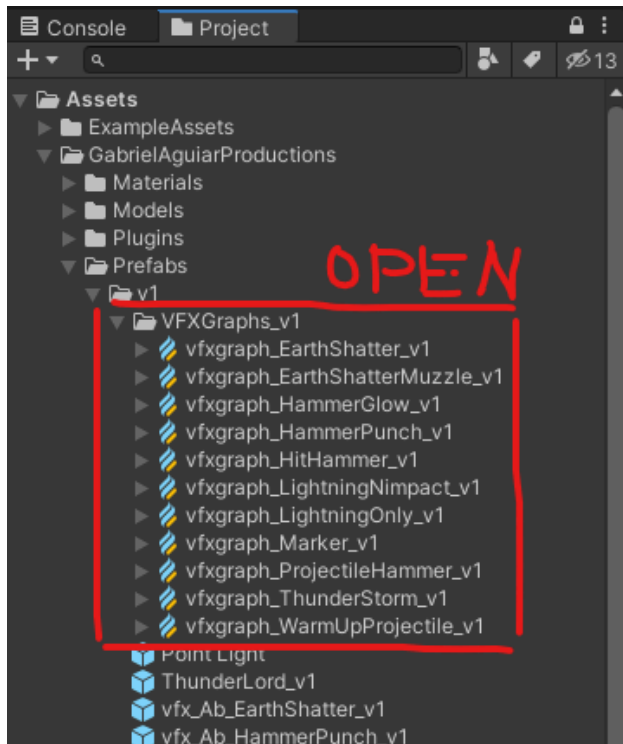 Console Project
13
Assets
ExampleAssets
GabrielAguiarProductions
Materials
Models
Plugins
Prefabs
OPEN
v1
VFXGraphs_v1
vfxgraph_EarthShatter_v1
vfxgraph_EarthShatterMuzzle_v1
vfxgraph_HammerGlow_v1
vfxgraph_HammerPunch_v1
vfxgraph_HitHammer_v1
vfxgraph_LightningNimpact_v1
vfxgraph_LightningOnly_v1
vfxgraph_Marker_v1
vfxgraph_ProjectileHammer_v1
vfxgraph_ThunderStorm_v1
vfxgraph_WarmUpProjectile_v1
Point Light
ThunderLord_v1
vfx_Ab_EarthShatter_v1
vfx_Ab_HammerPunch_v1